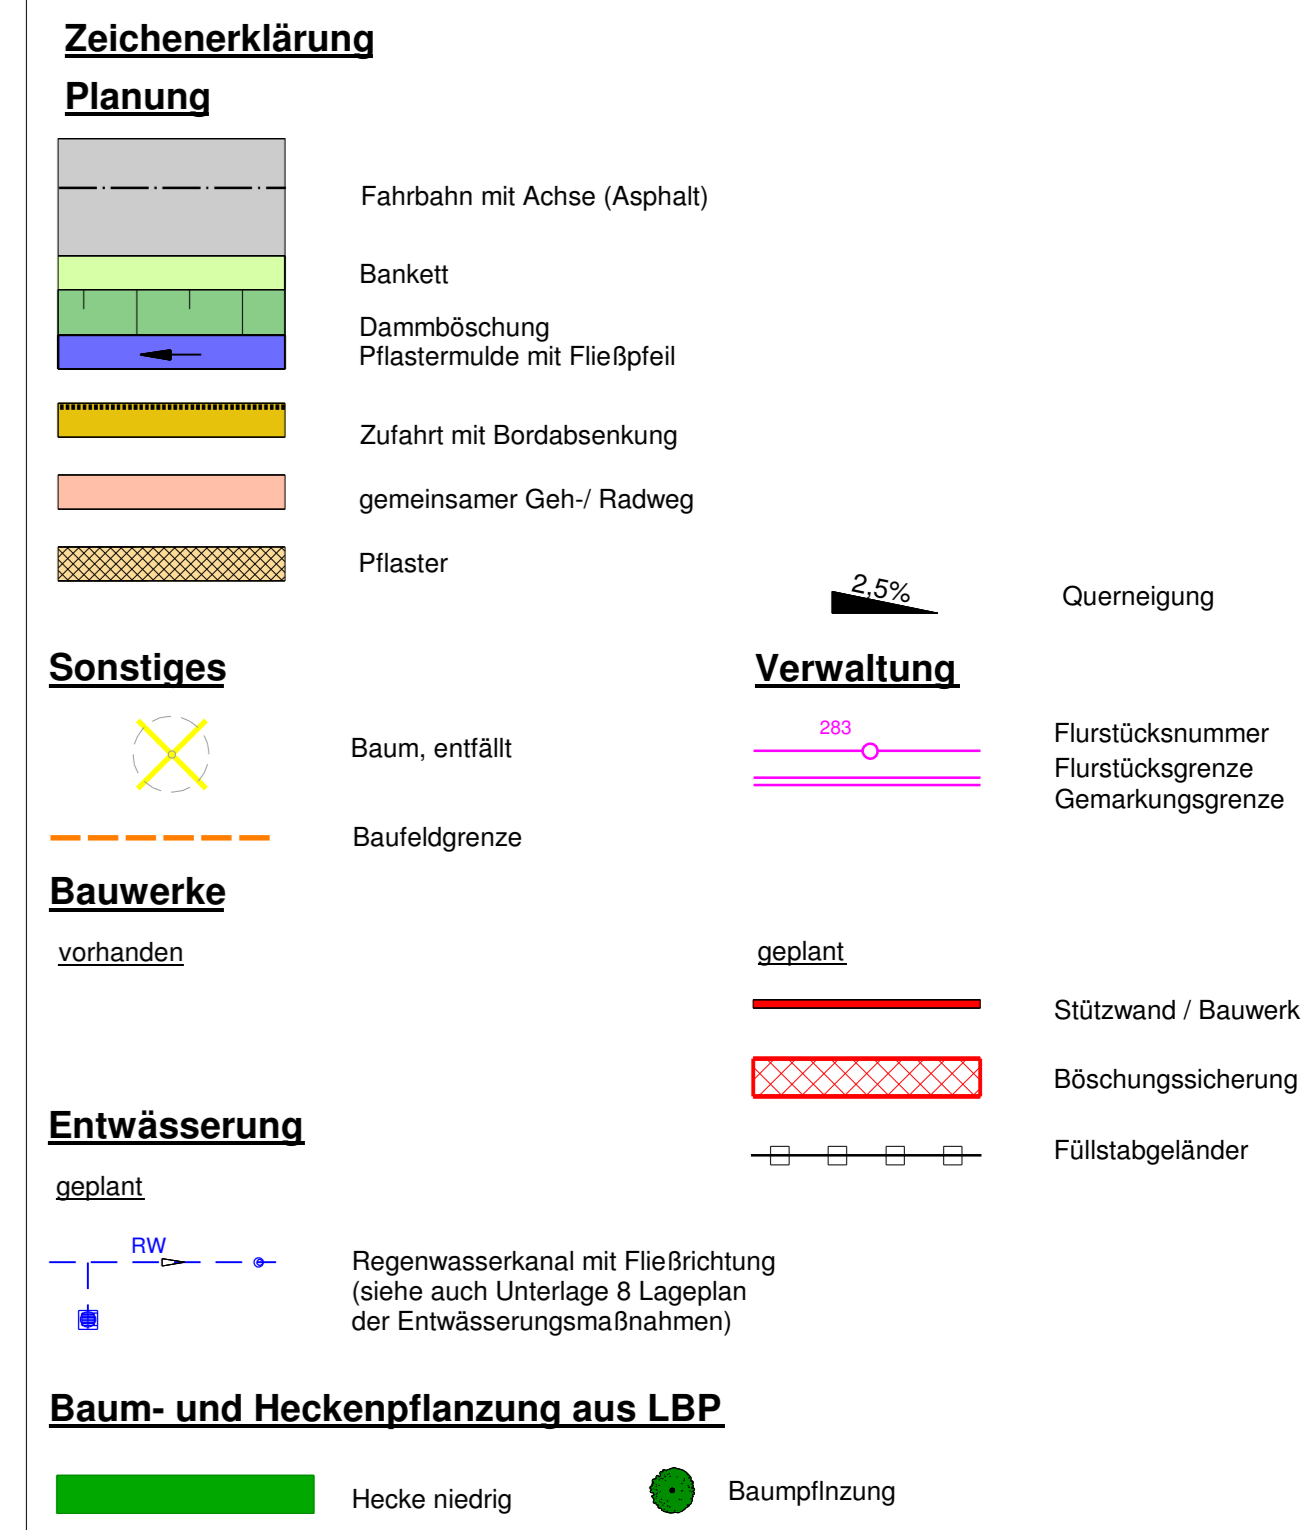 Zeichenerklärung
Planung
Fahrbahn mit Achse (Asphalt)
Bankett
Dammböschung
Pflastermulde mit Fließpfeil
Zufahrt mit Bordabsenkung
gemeinsamer Geh-/ Radweg
Pflaster
2,5%
Querneigung
Sonstiges
Baum, entfällt
Baufeldgrenze
Verwaltung
283
Flurstücksnummer
Flurstücksgrenze
Gemarkungsgrenze
Bauwerke
vorhanden
geplant
Stützwand / Bauwerk
Böschungssicherung
Füllstabgeländer
Entwässerung
geplant
RW
Regenwasserkanal mit Fließrichtung
(siehe auch Unterlage 8 Lageplan
der Entwässerungsmaßnahmen)
Baum- und Heckenpflanzung aus LBP
Hecke niedrig
Baumpflnzung